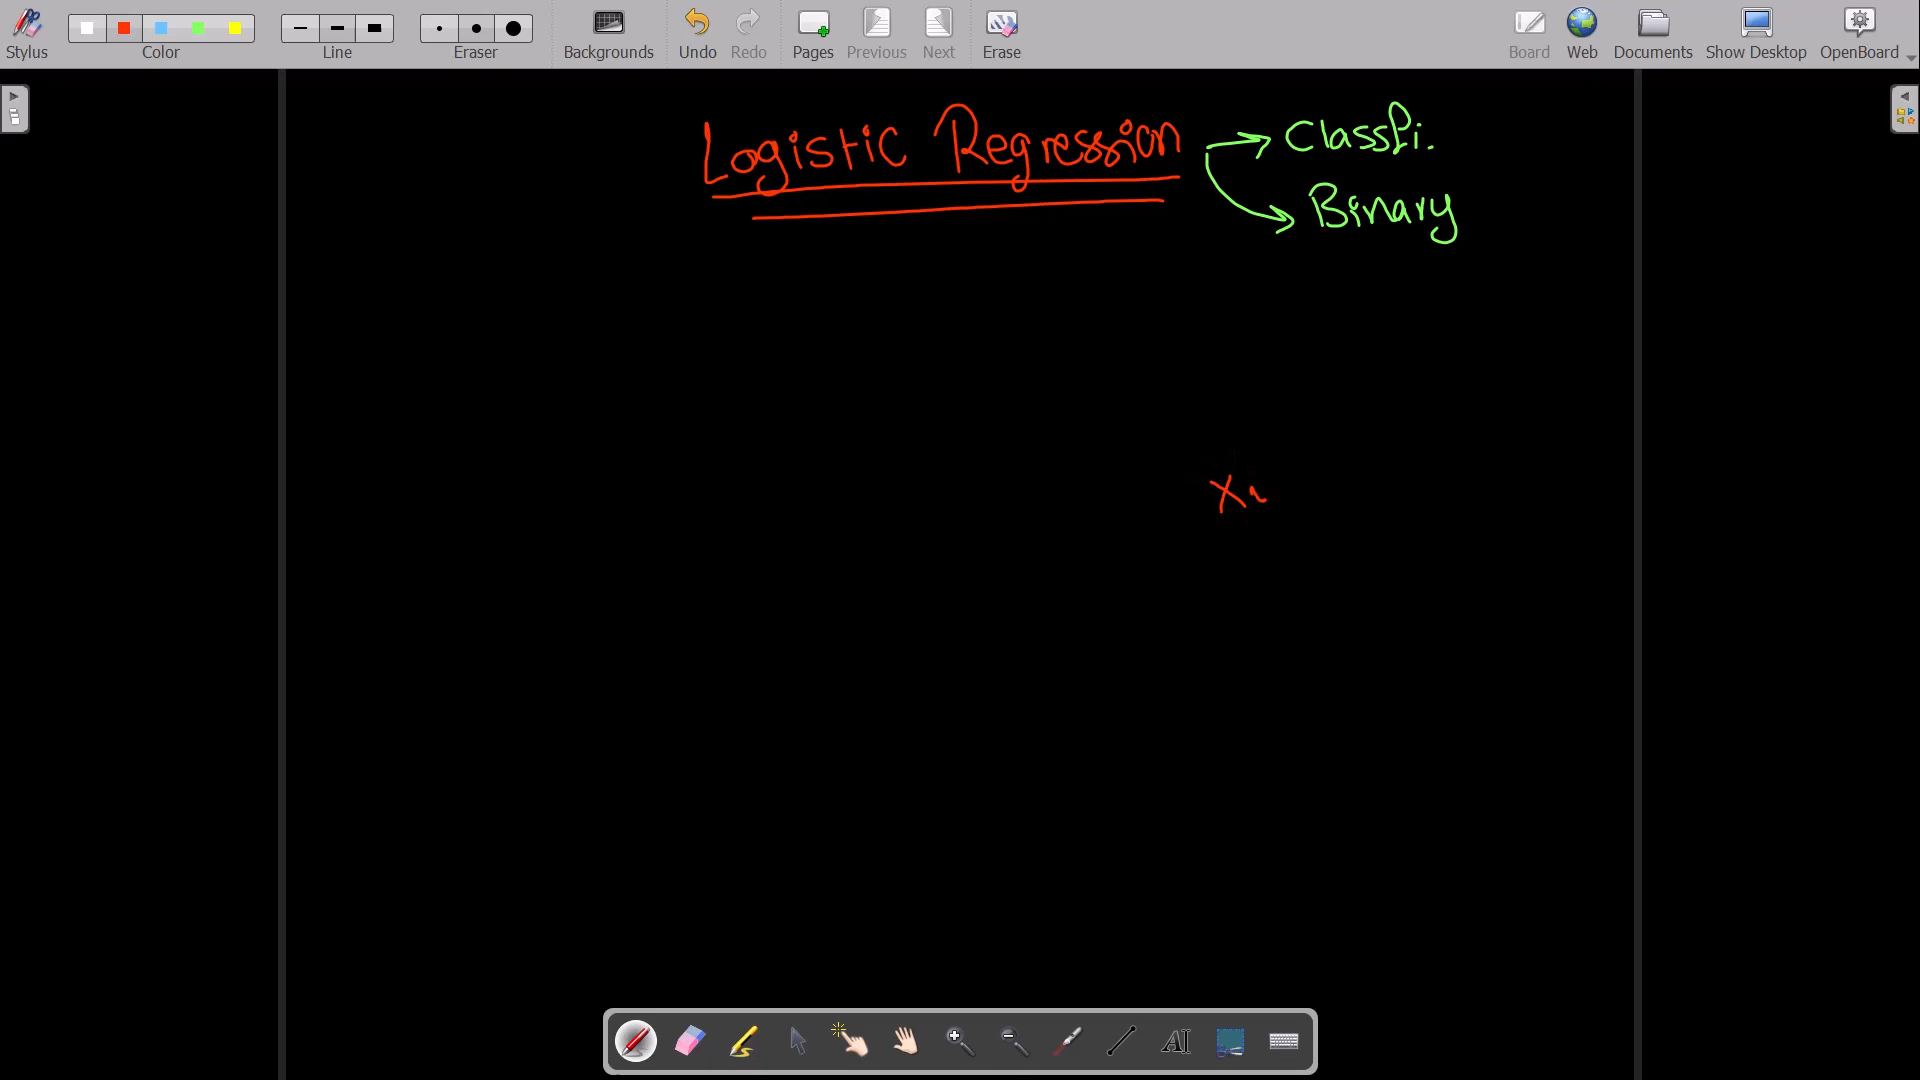 Stylus Color Line Eraser Backgrounds Undo Redo Pages Previous Next Erase Board Web Documents Show Desktop OpenBoard
Logistic Regression → Classfi.
→ Binary
AI